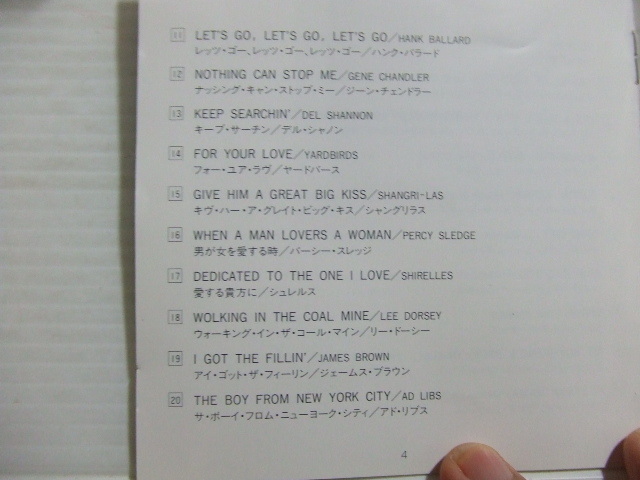 11 LET'S GO, LET'S GO, LET'S GO／HANK BALLARD
レッツ・ゴー、レッツ・ゴー、レッツ・ゴー／ハンク・バラード
12 NOTHING CAN STOP ME／GENE CHANDLER
ナッシング・キャン・ストップ・ミー／ジーン・チェンドラー
13 KEEP SEARCHIN'／DEL SHANNON
キープ・サーチン／デル・シャノン
14 FOR YOUR LOVE／YARDBIRDS
フォー・ユア・ラヴ／ヤードバース
15 GIVE HIM A GREAT BIG KISS／SHANGRI-LAS
キヴ・ハー・ア・グレイト・ビッグ・キス／シャングリラス
16 WHEN A MAN LOVERS A WOMAN／PERCY SLEDGE
男が女を愛する時／パーシー・スレッジ
17 DEDICATED TO THE ONE I LOVE／SHIRELLES
愛する貴方に／シュレルス
18 WOLKING IN THE COAL MINE／LEE DORSEY
ウォーキング・イン・ザ・コール・マイン／リー・ドーシー
19 I GOT THE FILLIN'／JAMES BROWN
アイ・ゴット・ザ・フィーリン／ジェームス・ブラウン
20 THE BOY FROM NEW YORK CITY／AD LIBS
ザ・ボーイ・フロム・ニューヨーク・シティ／アド・リブス
4